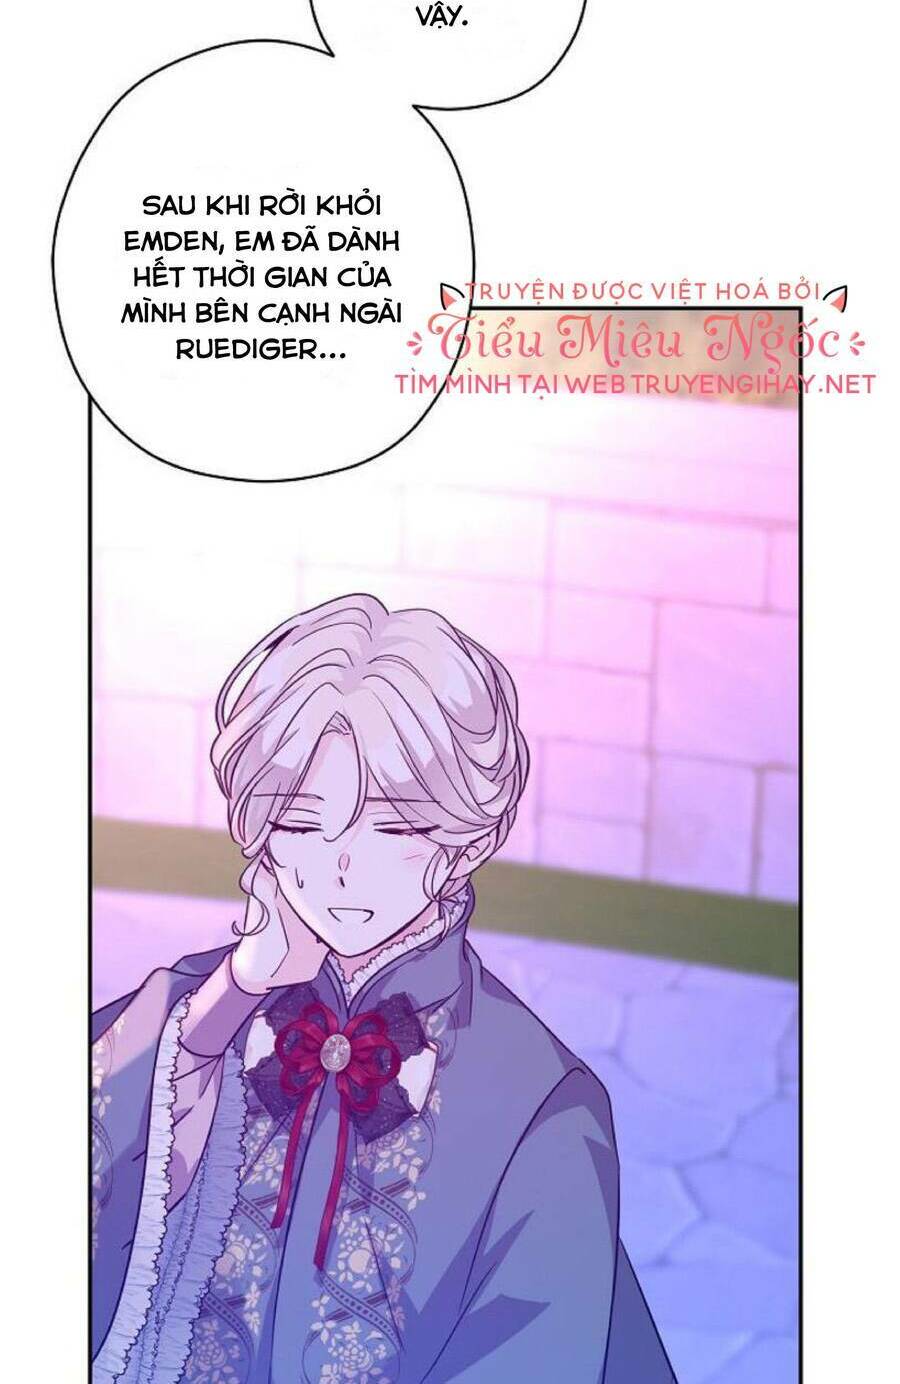 VẬY.
SAU KHI RỜI KHỎI
EMDEN, EM ĐÃ DÀNH
HẾT THỜI GIAN CỦA
MÌNH BÊN CẠNH NGÀI
RUEDIGER...
TRUYỆN ĐƯỢC VIỆT HOÁ BỞI
Tiểu Miêu Ngốc
TÌM MÌNH TẠI WEB TRUYENGIHAY.NET